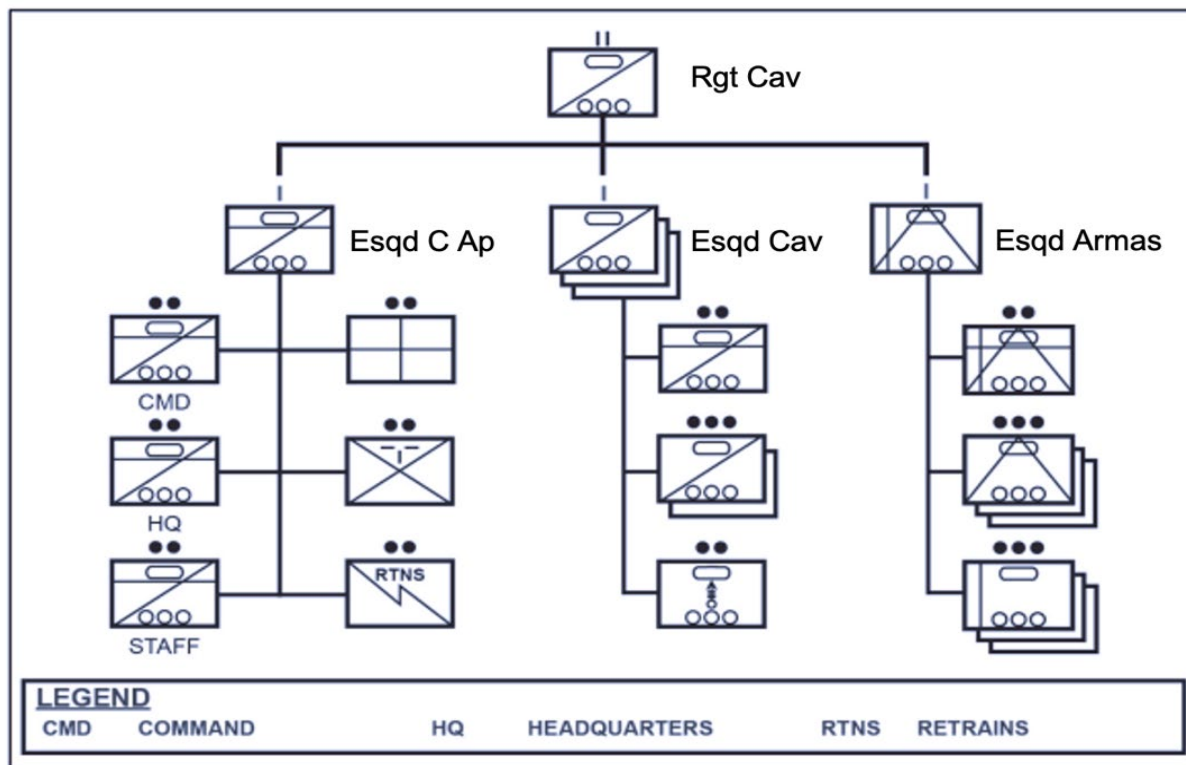 Rgt Cav
Esqd C Ap
Esqd Cav
Esqd Armas
CMD
HQ
STAFF
RTNS
LEGEND
CMD COMMAND HQ HEADQUARTERS RTNS RETRAINS